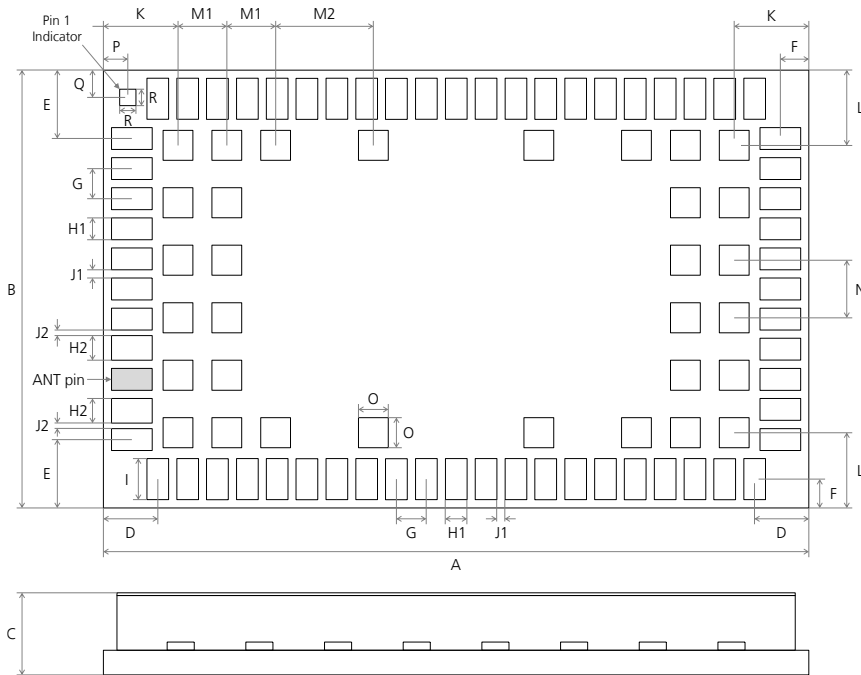 Pin 1
Indicator
K
M1
M1
M2
K
P
F
Q
R
R
E
L
G
H1
J1
B
N
J2
H2
ANT pin
H2
O
O
J2
E
I
L
F
D
G
H1
J1
D
A
C